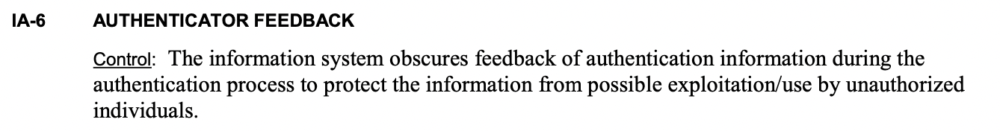 IA-6 AUTHENTICATOR FEEDBACK
Control: The information system obscures feedback of authentication information during the
authentication process to protect the information from possible exploitation/use by unauthorized
individuals.